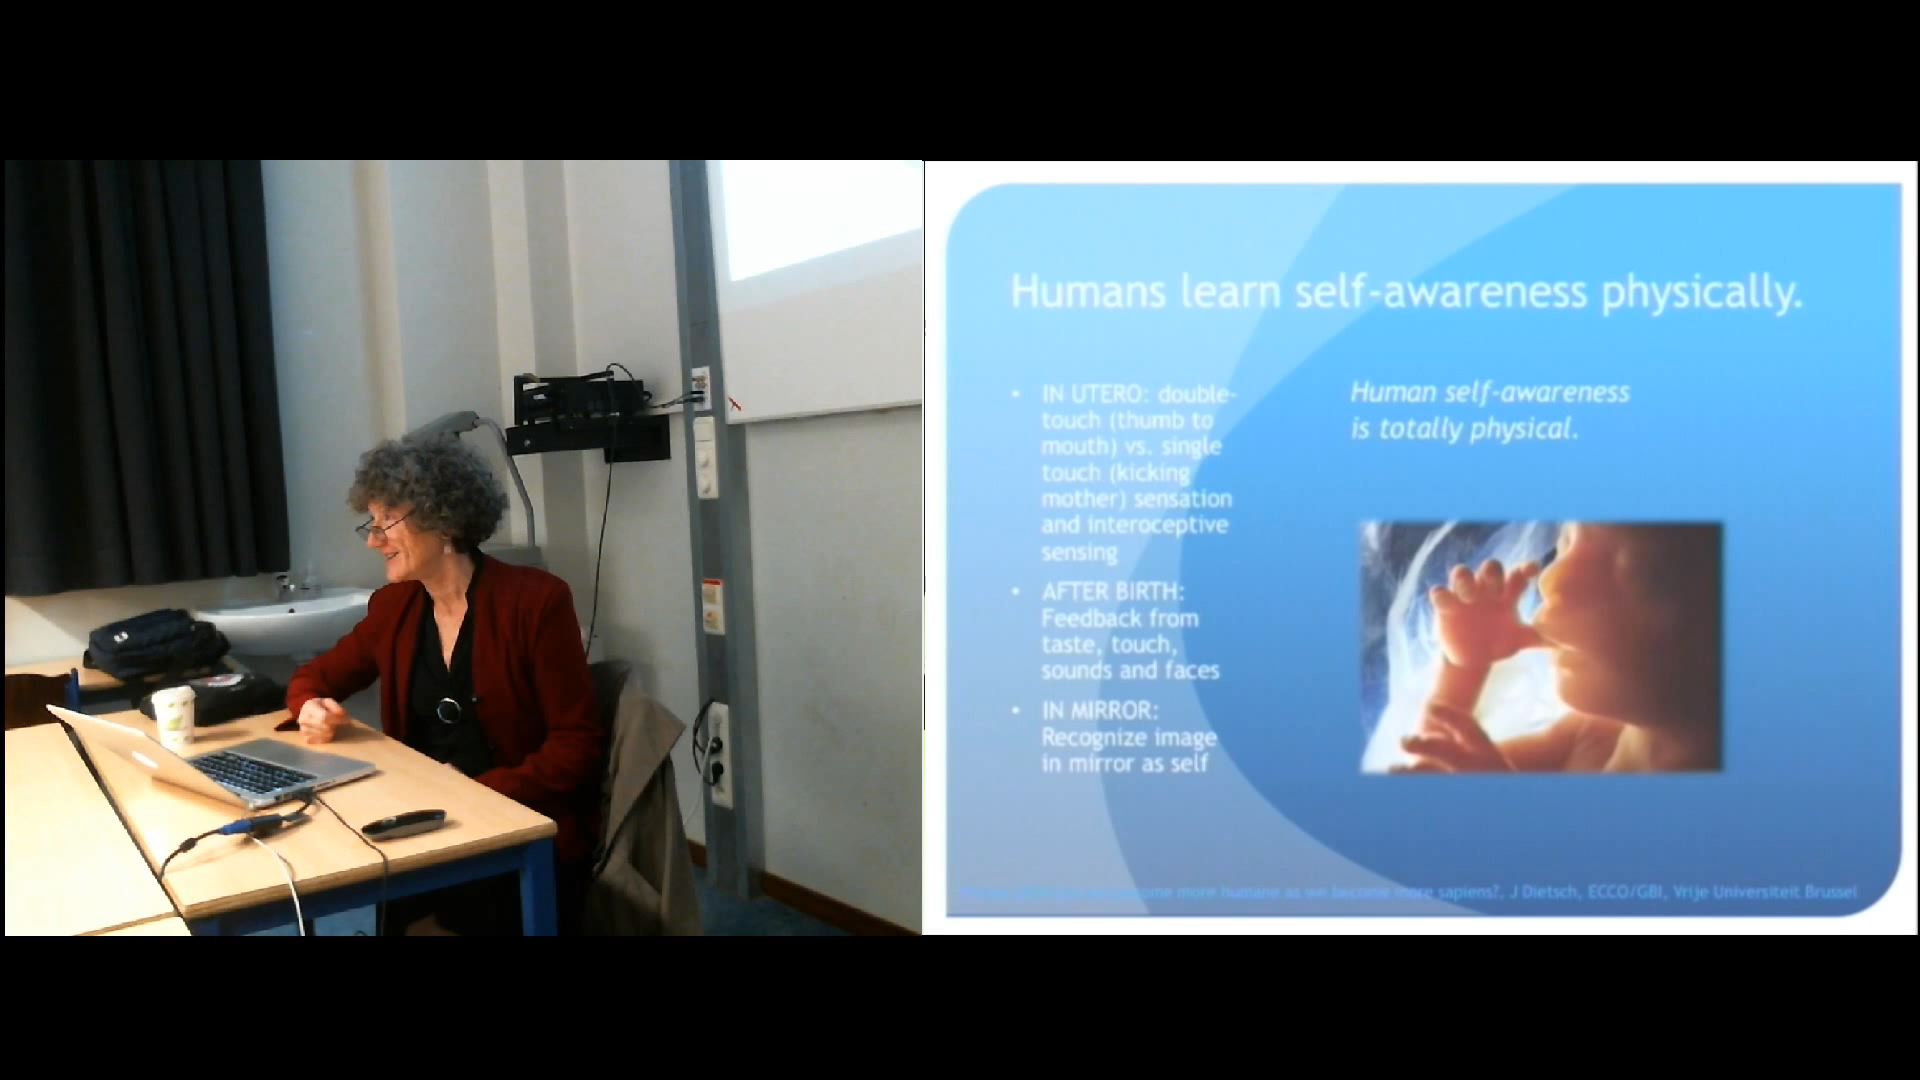 Humans learn self-awareness physically.
• IN UTERO: double-
touch (thumb to
mouth) vs. single
touch (kicking
mother) sensation
and interoceptive
sensing
• AFTER BIRTH:
Feedback from
taste, touch,
sounds and faces
• IN MIRROR:
Recognize image
in mirror as self
Human self-awareness
is totally physical.
more humane as we become more sapiens?, J Dietsch, ECCO/GBI, Vrije Universiteit Brussel